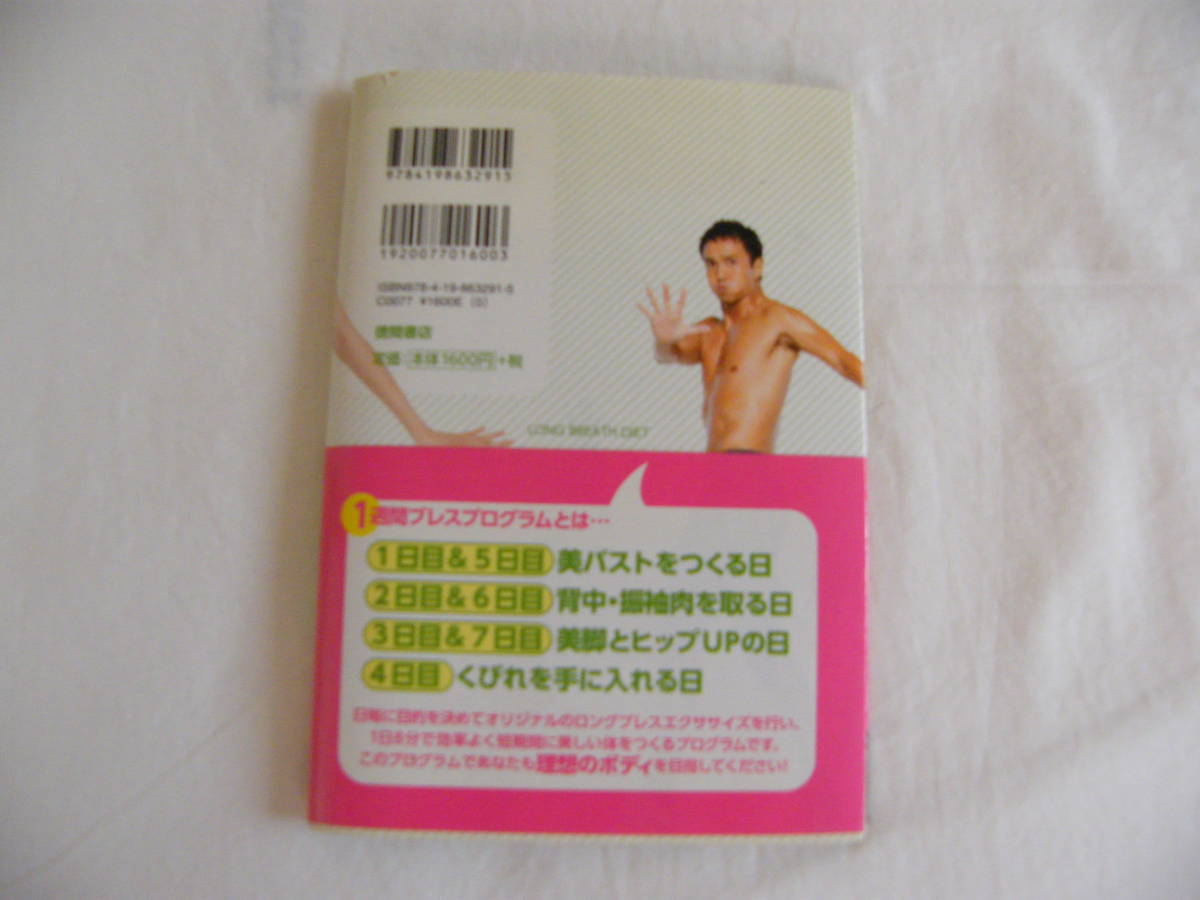 9784198632915
1920077016003
ISBN978-4-19-863291-5
C0077 ¥1600E (0)
徳間書店
定価 本体1600円+税
LONG BREATH DIET
1週間ブレスプログラムとは…
1日目&5日目 美バストをつくる日
2日目&6日目 背中・振袖肉を取る日
3日目&7日目 美脚とヒップUPの日
4日目 くびれを手に入れる日
日毎に目的を決めてオリジナルのロングブレスエクササイズを行い、
1日6分で効率よく短期間に美しい体をつくるプログラムです。
このプログラムであなたも理想のボディを目指してください!